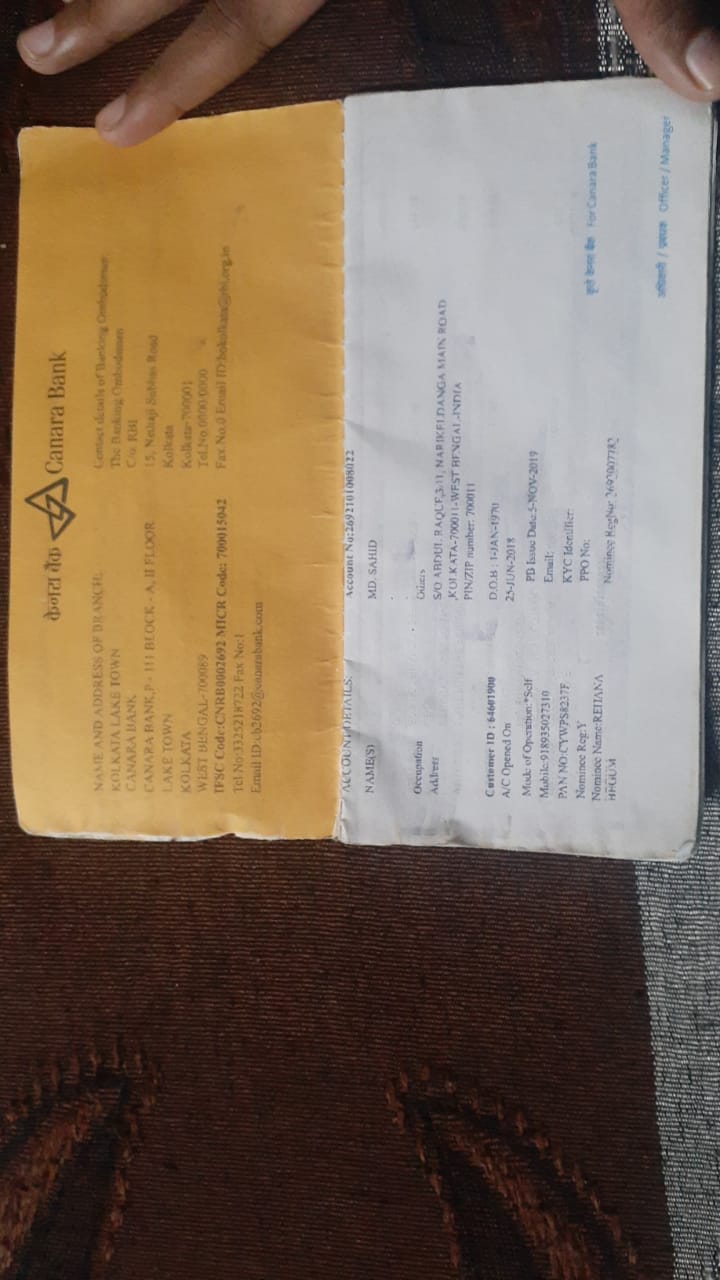 केनरा बैंक Canara Bank
NAME AND ADDRESS OF BRANCH:
KOLKATA LAKE TOWN
CANARA BANK
CANARA BANK,P - 111 BLOCK - A, II FLOOR
LAKE TOWN
KOLKATA
WEST BENGAL-700089
IFSC Code:CNRB0002692 MICR Code: 700015042
Tel No:3325218722 Fax No:1
Email ID:cb2692@canarabank.com
Contact details of Banking Ombudsman
The Banking Ombudsman
C/o. RBI
15, Nethaji Subhas Road
Kolkata
Kolkata-700001
Tel.No.0000/0000
Fax No.0 Email ID:bokolkata@rbi.org.in
ACCOUNT DETAILS: Account No:2692101008022
NAME(S) MD. SAHID
Occupation Others
Address S/O ABDUL RAQUF,3/11, NARIKELDANGA MAIN ROAD
,KOLKATA-700011-WEST BENGAL-INDIA
PIN/ZIP number: 700011
Customer ID : 64601900 D.O.B : 1-JAN-1970
A/C Opened On 25-JUN-2018
Mode of Operation:*Self PB Issue Date:5-NOV-2019
Mobile:918935027310 Email:
PAN NO:CYWPS8237F KYC Identifier:
Nominee Reg:Y PPO No:
Nominee Name:REHANA Nominee RegNo:
BEGUM
कृते केनरा बैंक For Canara Bank
अधिकारी / प्रबंधक Officer / Manager